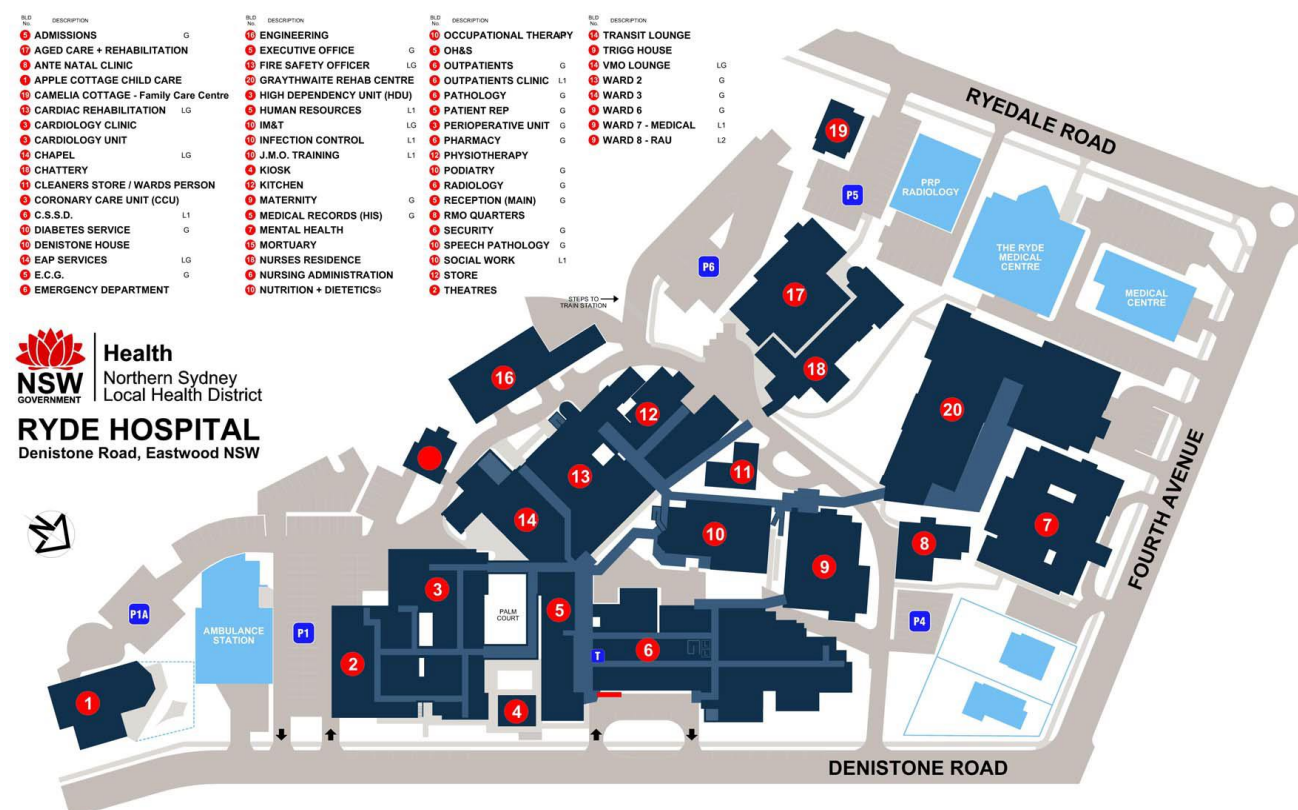 BLD No. DESCRIPTION
5 ADMISSIONS G
17 AGED CARE + REHABILITATION
8 ANTE NATAL CLINIC
1 APPLE COTTAGE CHILD CARE
19 CAMELIA COTTAGE - Family Care Centre
13 CARDIAC REHABILITATION LG
3 CARDIOLOGY CLINIC
3 CARDIOLOGY UNIT
14 CHAPEL LG
18 CHATTERY
11 CLEANERS STORE / WARDS PERSON
3 CORONARY CARE UNIT (CCU)
6 C.S.S.D. L1
10 DIABETES SERVICE G
10 DENISTONE HOUSE
14 EAP SERVICES LG
5 E.C.G. G
6 EMERGENCY DEPARTMENT
BLD No. DESCRIPTION
16 ENGINEERING
5 EXECUTIVE OFFICE G
13 FIRE SAFETY OFFICER LG
20 GRAYTHWAITE REHAB CENTRE
3 HIGH DEPENDENCY UNIT (HDU)
5 HUMAN RESOURCES L1
10 IM&T LG
10 INFECTION CONTROL L1
10 J.M.O. TRAINING L1
4 KIOSK
12 KITCHEN
9 MATERNITY G
5 MEDICAL RECORDS (HIS) G
7 MENTAL HEALTH
15 MORTUARY
18 NURSES RESIDENCE
6 NURSING ADMINISTRATION
10 NUTRITION + DIETETICS G
BLD No. DESCRIPTION
10 OCCUPATIONAL THERAPY
5 OH&S
6 OUTPATIENTS G
6 OUTPATIENTS CLINIC L1
6 PATHOLOGY G
5 PATIENT REP G
3 PERIOPERATIVE UNIT G
6 PHARMACY G
12 PHYSIOTHERAPY
10 PODIATRY G
6 RADIOLOGY G
5 RECEPTION (MAIN) G
8 RMO QUARTERS
6 SECURITY G
10 SPEECH PATHOLOGY G
10 SOCIAL WORK L1
12 STORE
2 THEATRES
BLD No. DESCRIPTION
14 TRANSIT LOUNGE
9 TRIGG HOUSE
14 VMO LOUNGE LG
13 WARD 2 G
14 WARD 3 G
9 WARD 6 G
9 WARD 7 - MEDICAL L1
9 WARD 8 - RAU L2
NSW
GOVERNMENT
Health
Northern Sydney
Local Health District
RYDE HOSPITAL
Denistone Road, Eastwood NSW
N
RYEDALE ROAD
19
P5
PRP
RADIOLOGY
THE RYDE
MEDICAL
CENTRE
MEDICAL
CENTRE
P6
STEPS TO
TRAIN STATION
17
18
16
12
20
13
11
14
10
9
8
7
FOURTH AVENUE
3
PALM
COURT
5
6
T
P4
P1A
AMBULANCE
STATION
P1
2
1
4
DENISTONE ROAD